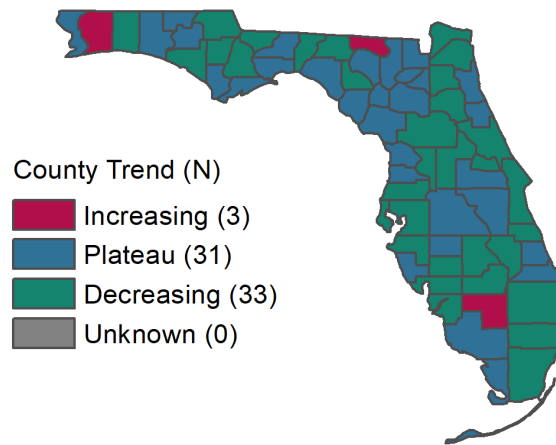 County Trend (N)
Increasing (3)
Plateau (31)
Decreasing (33)
Unknown (0)